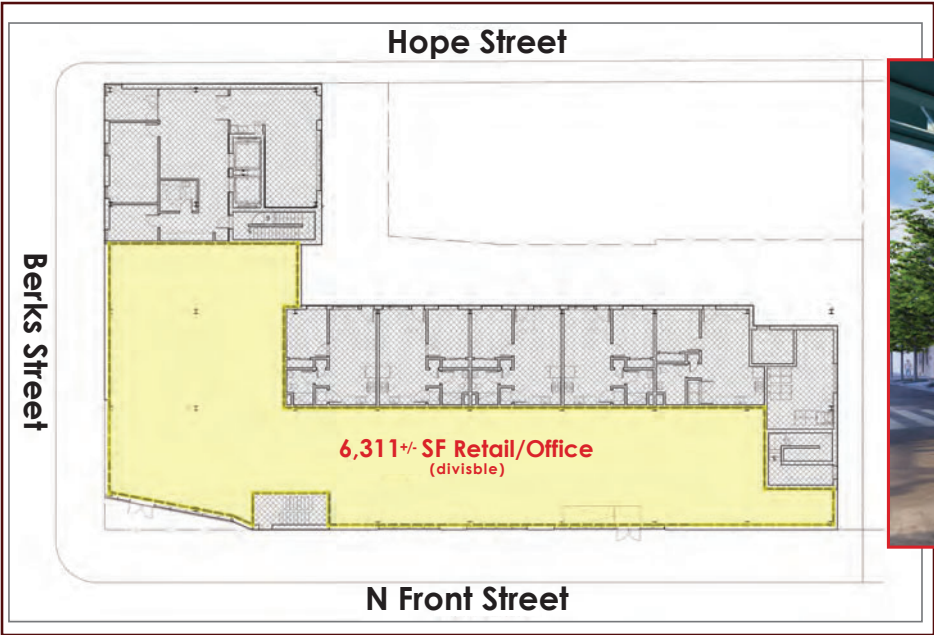 Hope Street
Berks Street
6,311+/- SF Retail/Office
(divisble)
N Front Street